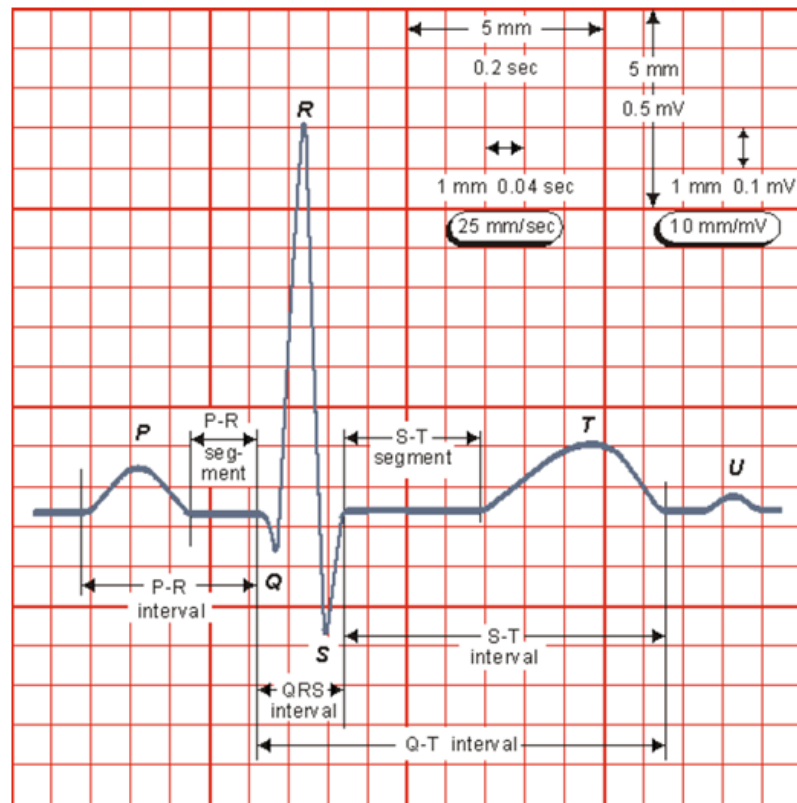 5 mm
0.2 sec
5 mm
0.5 mV
R
1 mm 0.04 sec
1 mm 0.1 mV
25 mm/sec
10 mm/mV
P
P-R
seg-
ment
S-T
segment
T
U
P-R
interval
Q
S
S-T
interval
QRS
interval
Q-T interval